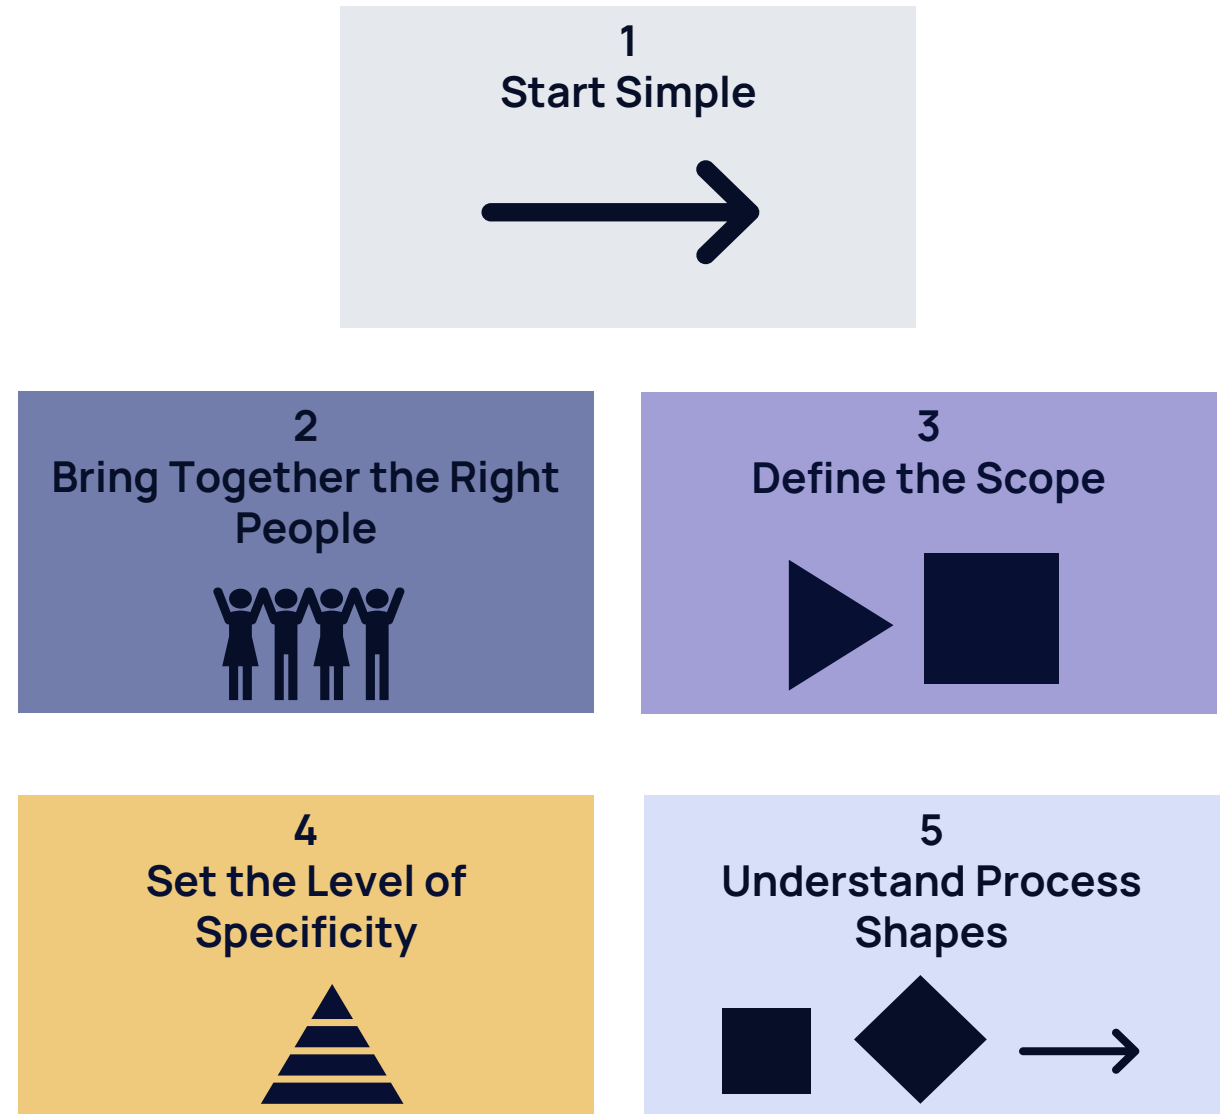 1
Start Simple
2
Bring Together the Right
People
3
Define the Scope
4
Set the Level of
Specificity
5
Understand Process
Shapes